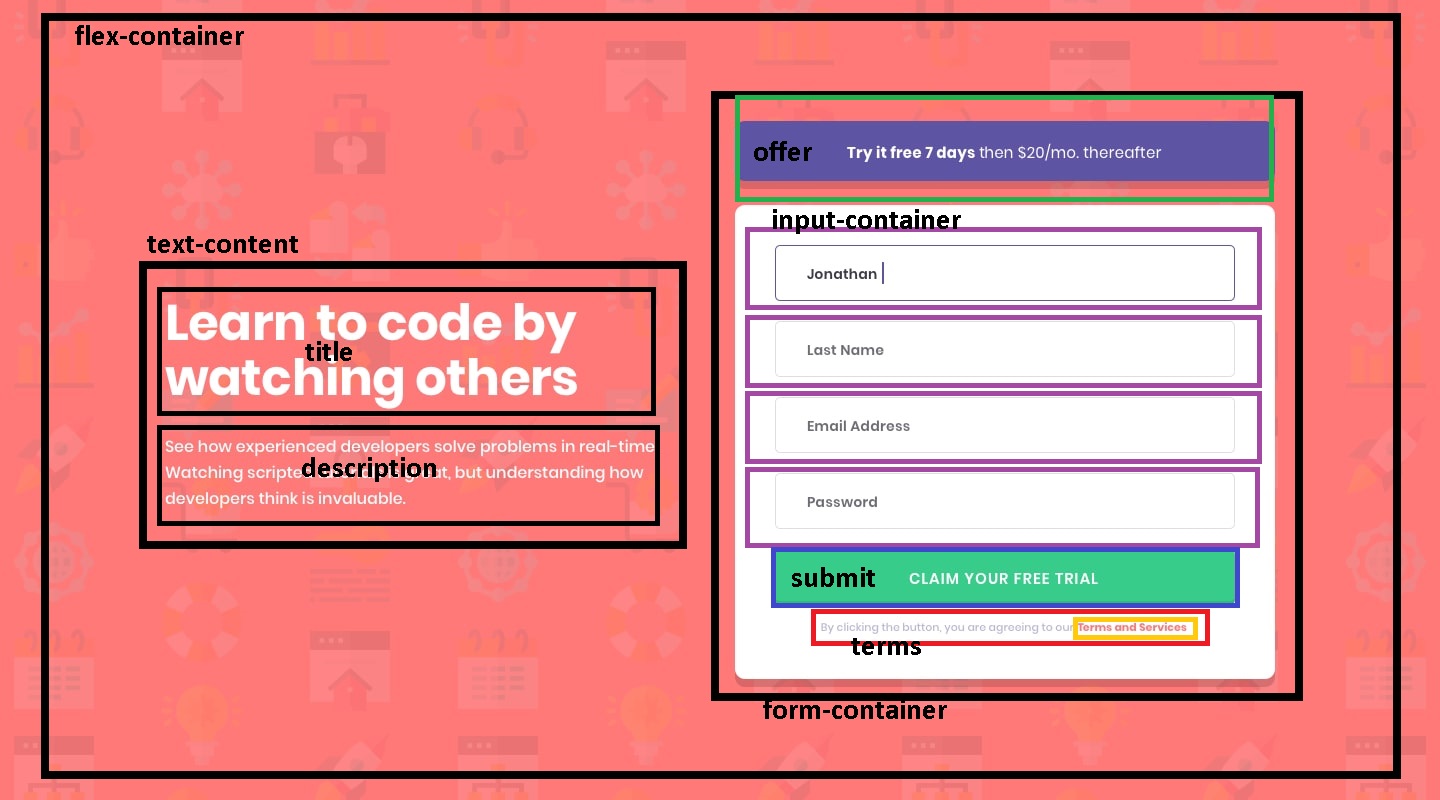 flex-container
text-content
Learn to code by
title
watching others
See how experienced developers solve problems in real-time
Watching scripte description great, but understanding how
developers think is invaluable.
offer Try it free 7 days then $20/mo. thereafter
input-container
Jonathan
Last Name
Email Address
Password
submit CLAIM YOUR FREE TRIAL
By clicking the button, you are agreeing to our Terms and Services
terms
form-container